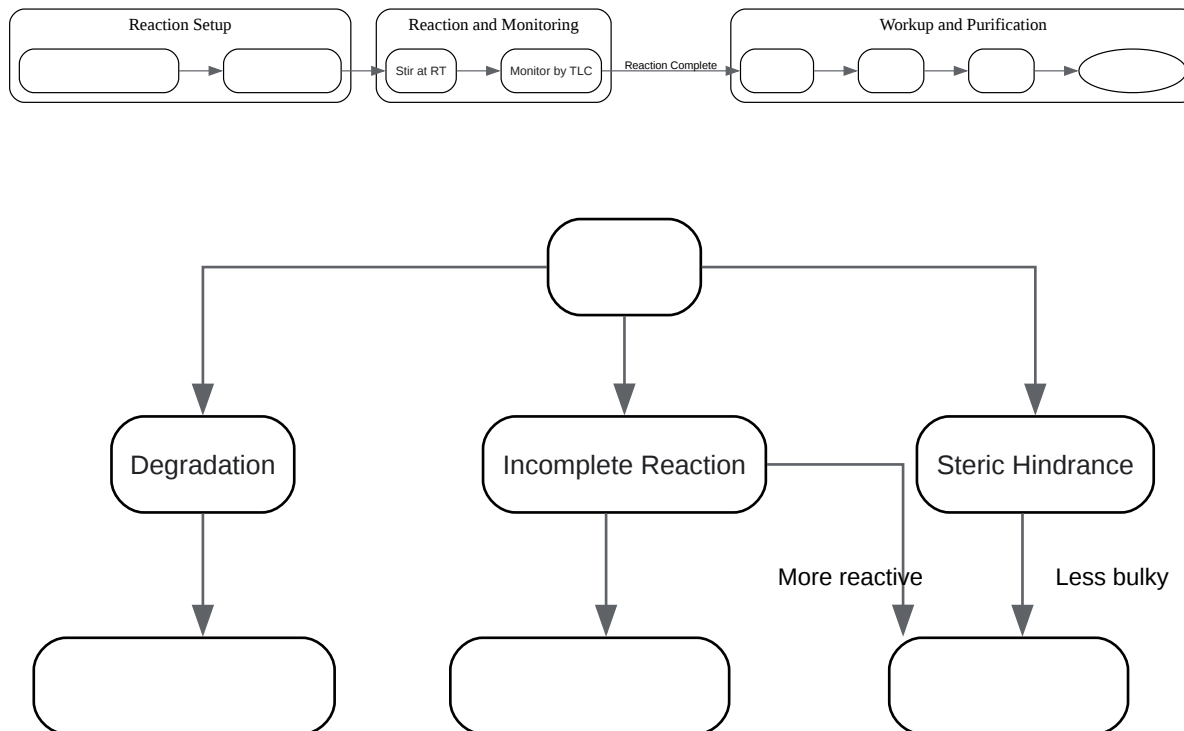 Reaction Setup
Reaction and Monitoring
Workup and Purification
Stir at RT
Monitor by TLC
Reaction Complete
Degradation
Incomplete Reaction
Steric Hindrance
More reactive
Less bulky